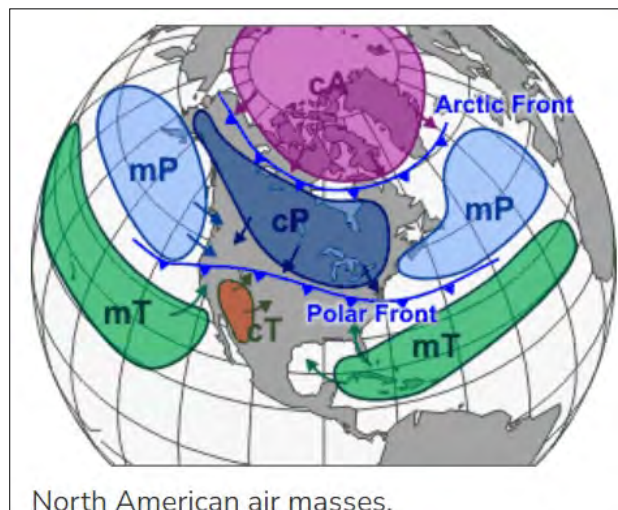 cA
Arctic Front
mP
mP
cP
mT
Polar Front
cT
mT
North American air masses.